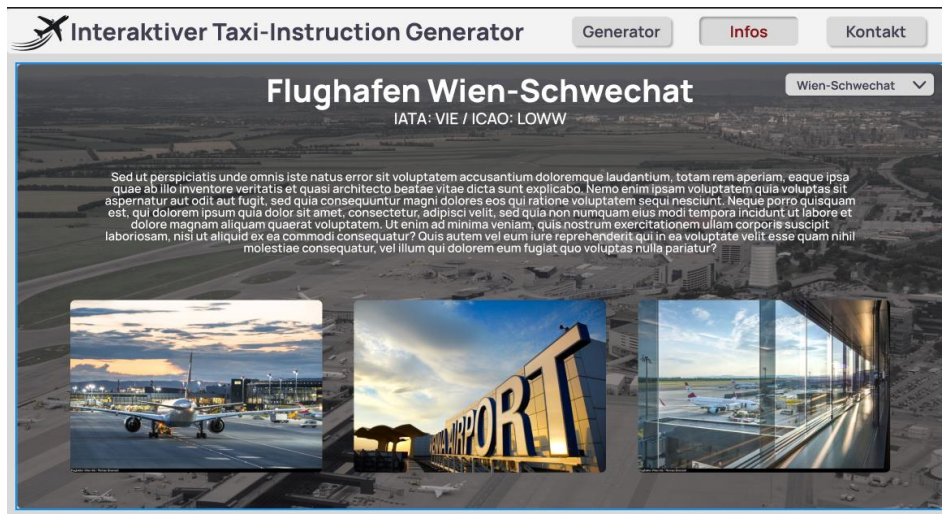 Interaktiver Taxi-Instruction Generator
Generator
Infos
Kontakt
Flughafen Wien-Schwechat
Wien-Schwechat
IATA: VIE / ICAO: LOWW
Sed ut perspiciatis unde omnis iste natus error sit voluptatem accusantium doloremque laudantium, totam rem aperiam, eaque ipsa
quae ab illo inventore veritatis et quasi architecto beatae vitae dicta sunt explicabo. Nemo enim ipsam voluptatem quia voluptas sit
aspernatur aut odit aut fugit, sed quia consequuntur magni dolores eos qui ratione voluptatem sequi nesciunt. Neque porro quisquam
est, qui dolorem ipsum quia dolor sit amet, consectetur, adipisci velit, sed quia non numquam eius modi tempora incidunt ut labore et
dolore magnam aliquam quaerat voluptatem. Ut enim ad minima veniam, quis nostrum exercitationem ullam corporis suscipit
laboriosam, nisi ut aliquid ex ea commodi consequatur? Quis autem vel eum iure reprehenderit qui in ea voluptate velit esse quam nihil
molestiae consequatur, vel illum qui dolorem eum fugiat quo voluptas nulla pariatur?
AIRPORT